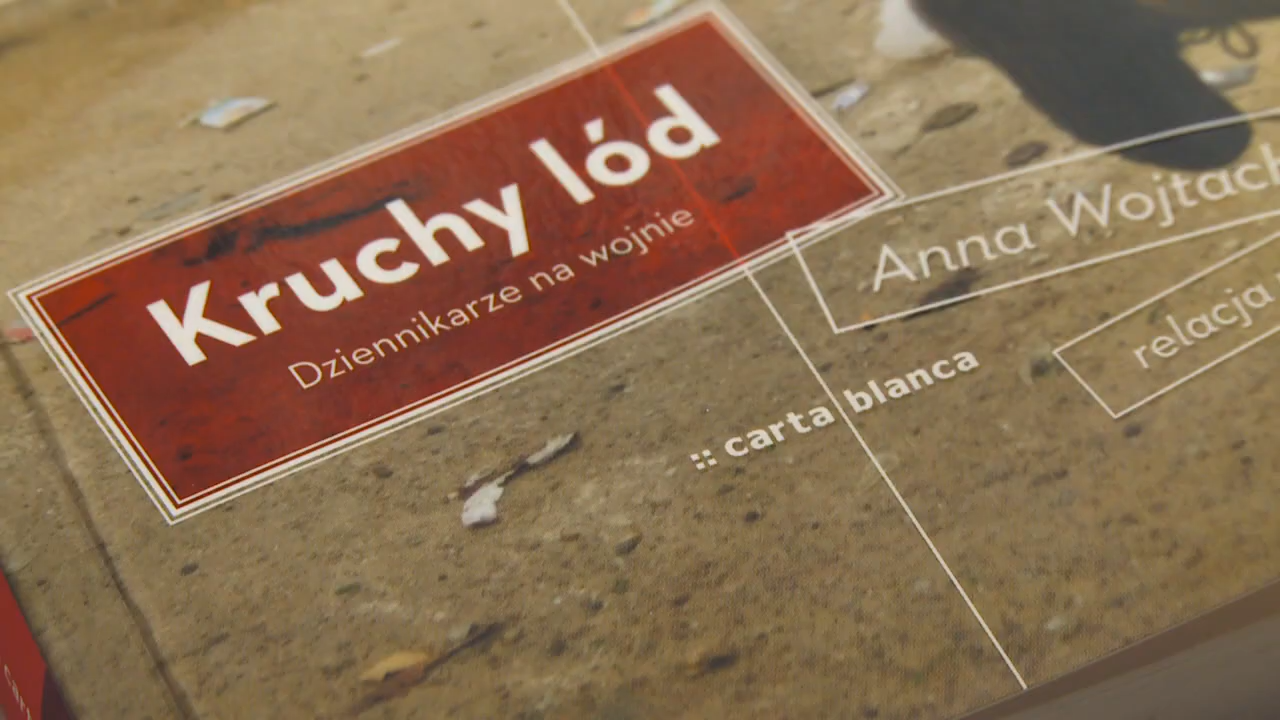 Kruchy lód
Dziennikarze na wojnie
Anna Wojtach
relacja
:: carta blanca